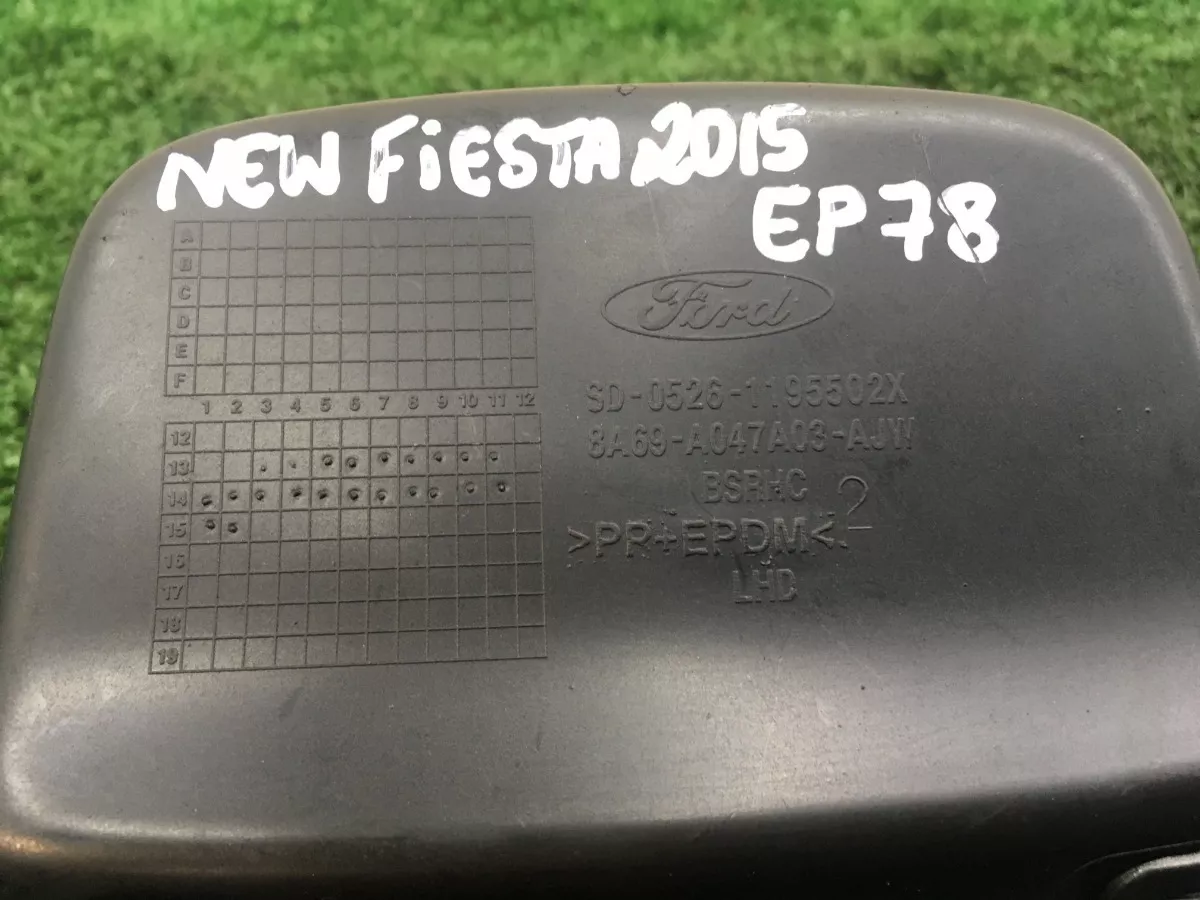 NEW FiESTA 2015
EP78
A
B
C
D
E
F
1 2 3 4 5 6 7 8 9 10 11 12
12
13
14
15
16
17
18
19
Ford
SD-0526-1195502X
8A69-A047A03-AJW
BSRHC
2
>PR+EPDM<
LHD